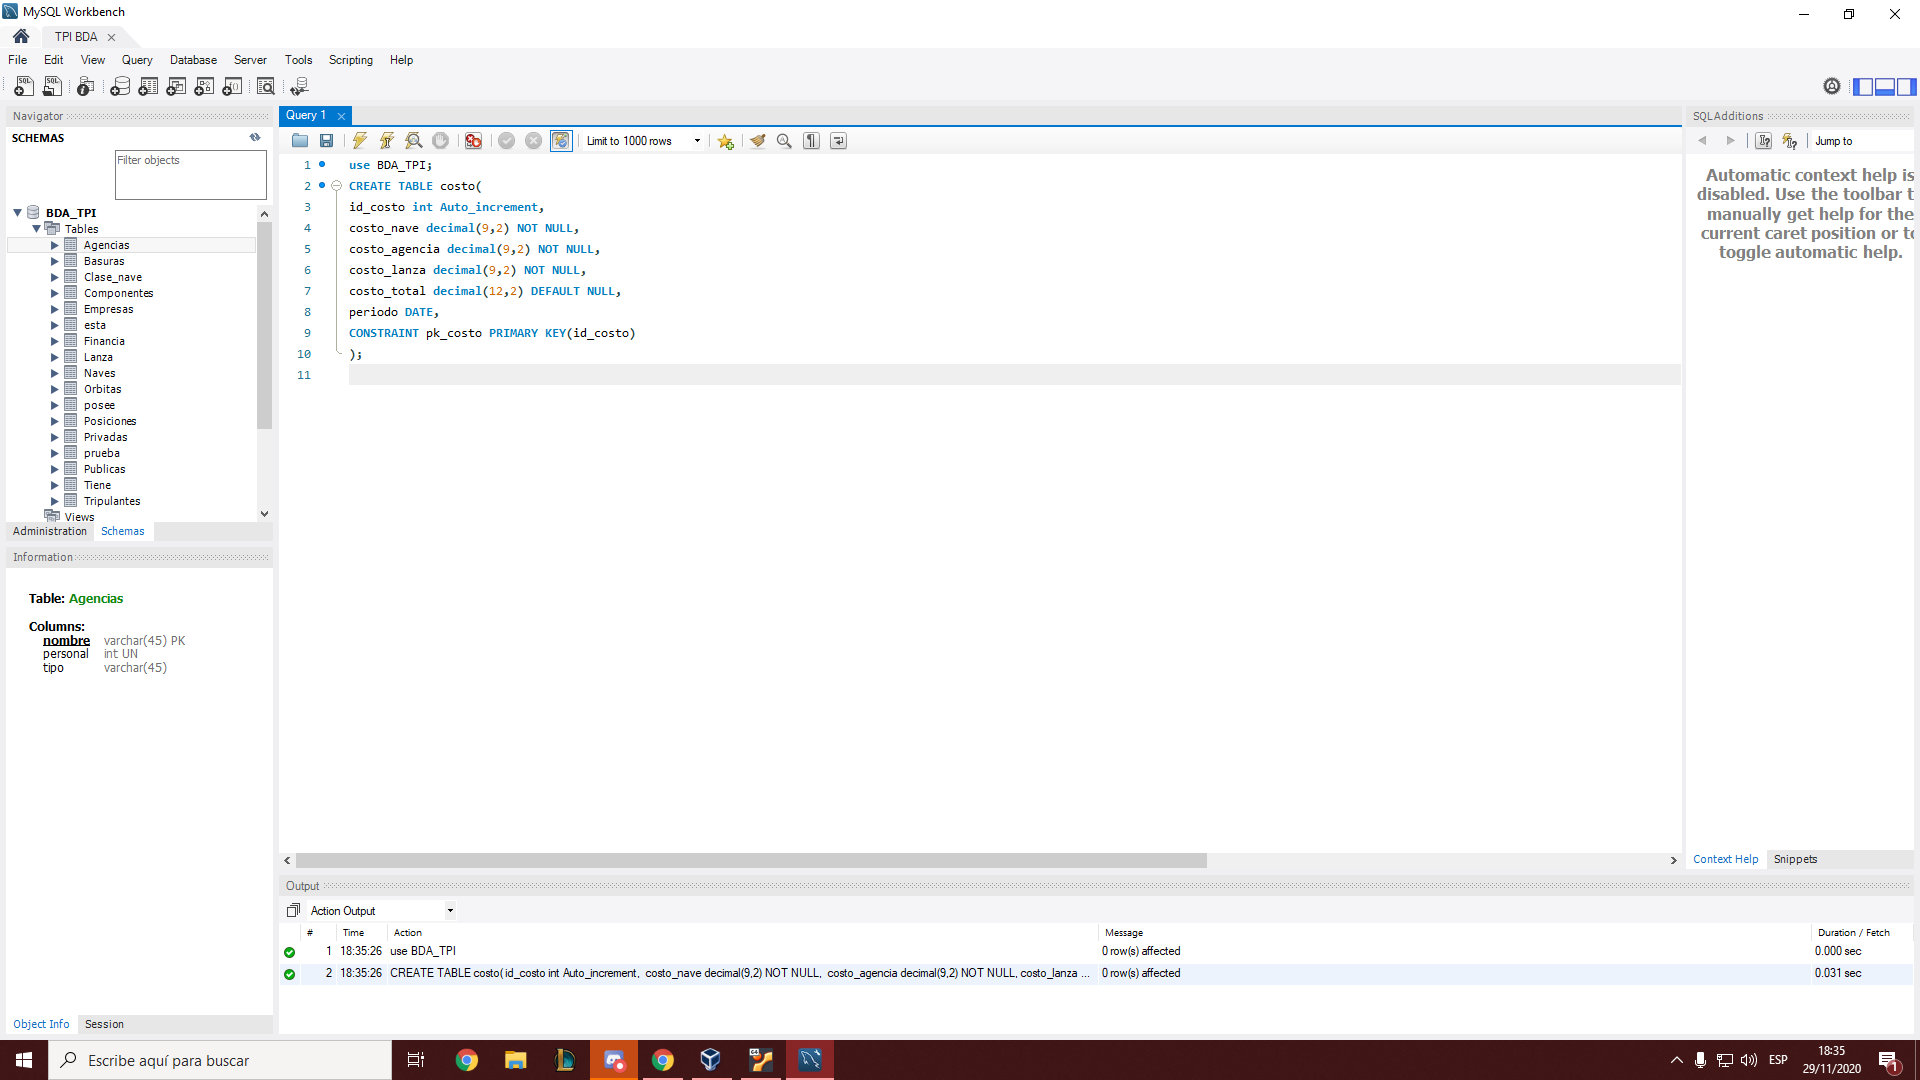 MySQL Workbench
TPI BDA
File Edit View Query Database Server Tools Scripting Help
Navigator
SCHEMAS
Filter objects
BDA_TPI
Tables
Agencias
Basuras
Clase_nave
Componentes
Empresas
esta
Financia
Lanza
Naves
Orbitas
posee
Posiciones
Privadas
prueba
Publicas
Tiene
Tripulantes
Views
Administration Schemas
Information
Table: Agencias
Columns:
nombre varchar(45) PK
personal int UN
tipo varchar(45)
Object Info Session
Query 1
Limit to 1000 rows
1 use BDA_TPI;
2 CREATE TABLE costo(
3 id_costo int Auto_increment,
4 costo_nave decimal(9,2) NOT NULL,
5 costo_agencia decimal(9,2) NOT NULL,
6 costo_lanza decimal(9,2) NOT NULL,
7 costo_total decimal(12,2) DEFAULT NULL,
8 periodo DATE,
9 CONSTRAINT pk_costo PRIMARY KEY(id_costo)
10 );
11
SQLAdditions
Jump to
Automatic context help is
disabled. Use the toolbar t
manually get help for the
current caret position or to
toggle automatic help.
Context Help Snippets
Output
Action Output
# Time Action Message Duration / Fetch
1 18:35:26 use BDA_TPI 0 row(s) affected 0.000 sec
2 18:35:26 CREATE TABLE costo( id_costo int Auto_increment, costo_nave decimal(9,2) NOT NULL, costo_agencia decimal(9,2) NOT NULL, costo_lanza ... 0 row(s) affected 0.031 sec
Escribe aquí para buscar
ESP
18:35
29/11/2020
1